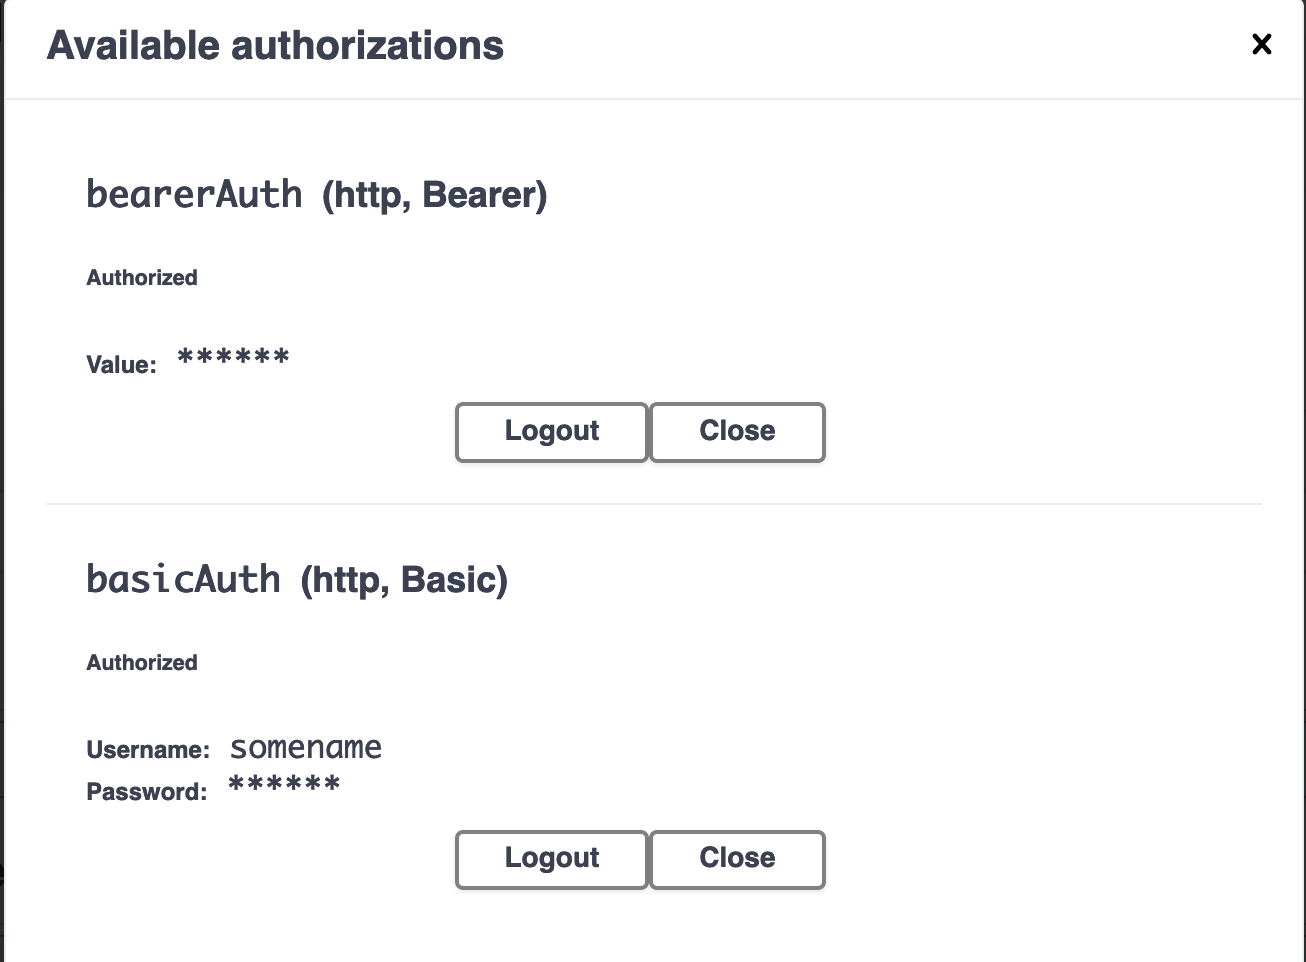 Available authorizations
bearerAuth (http, Bearer)
Authorized
Value: ******
Logout Close
basicAuth (http, Basic)
Authorized
Username: somename
Password: ******
Logout Close